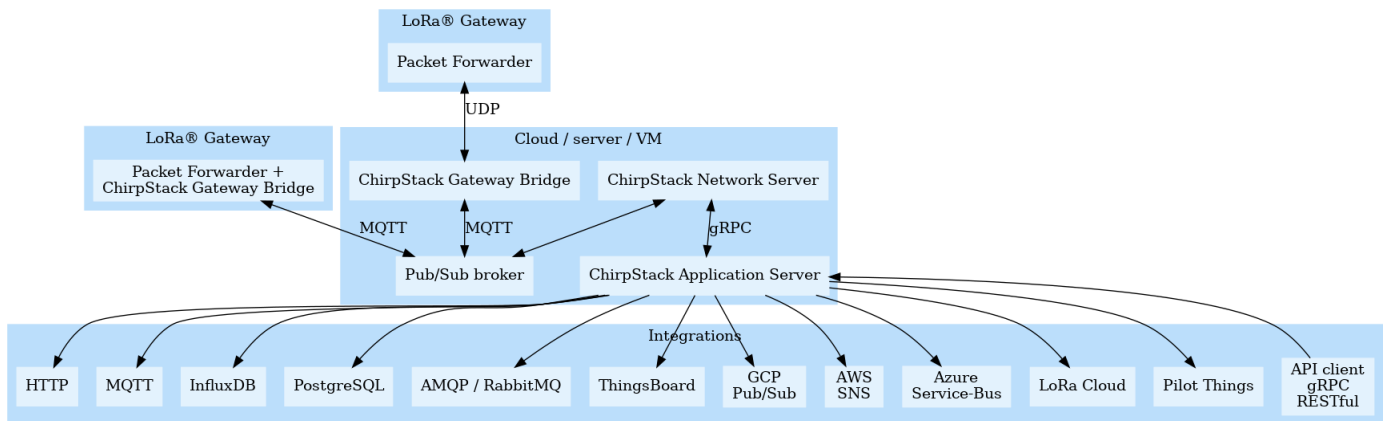 LoRa® Gateway
Packet Forwarder
UDP
LoRa® Gateway
Packet Forwarder +
ChirpStack Gateway Bridge
Cloud / server / VM
ChirpStack Gateway Bridge
ChirpStack Network Server
MQTT
MQTT
gRPC
Pub/Sub broker
ChirpStack Application Server
Integrations
HTTP
MQTT
InfluxDB
PostgreSQL
AMQP / RabbitMQ
ThingsBoard
GCP
Pub/Sub
AWS
SNS
Azure
Service-Bus
LoRa Cloud
Pilot Things
API client
gRPC
RESTful